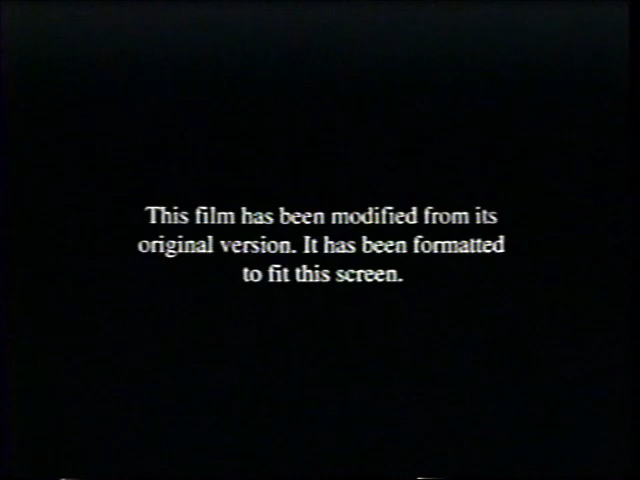 This film has been modified from its
original version. It has been formatted
to fit this screen.